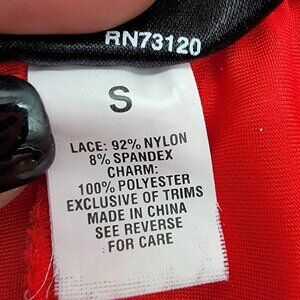 RN73120
S
LACE: 92% NYLON
8% SPANDEX
CHARM:
100% POLYESTER
EXCLUSIVE OF TRIMS
MADE IN CHINA
SEE REVERSE
FOR CARE